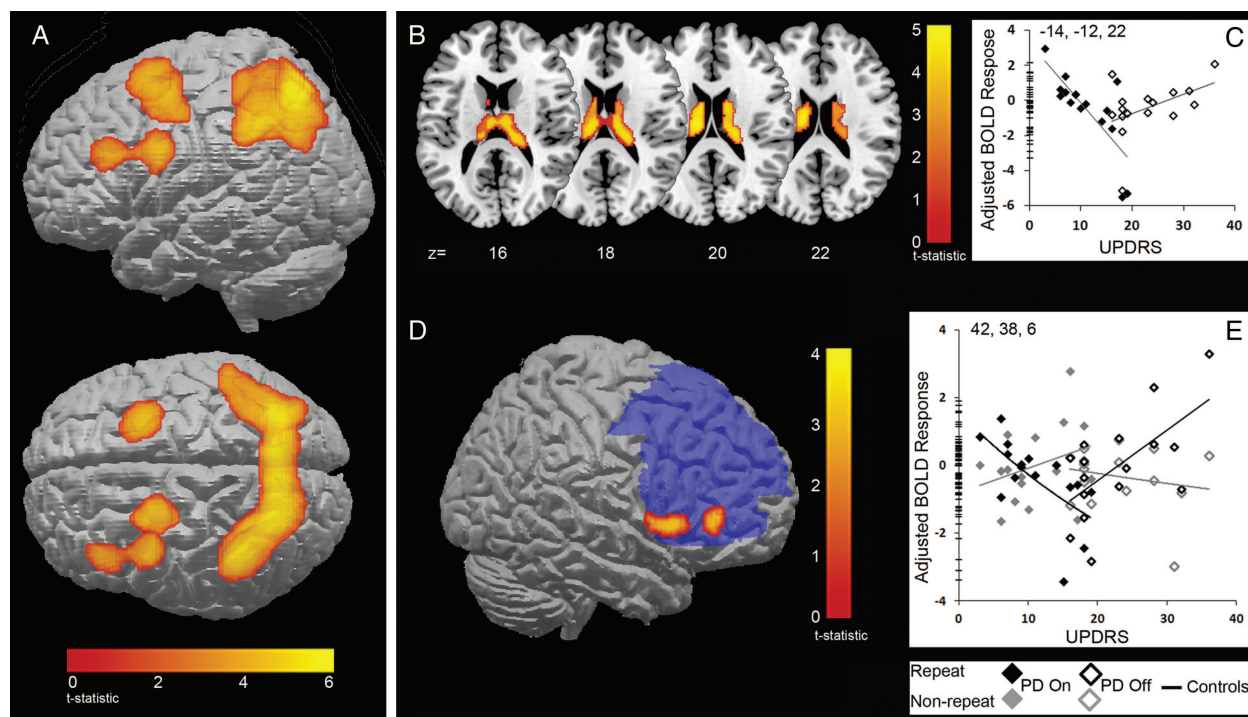 A
0 2 4 6
t-statistic
B
z= 16 18 20 22
5
4
3
2
1
0
t-statistic
C
-14, -12, 22
Adjusted BOLD Response
4
2
0
-2
-4
-6
0 10 20 30 40
UPDRS
D
4
3
2
1
0
t-statistic
E
42, 38, 6
Adjusted BOLD Response
4
2
0
-2
-4
0 10 20 30 40
UPDRS
Repeat
Non-repeat
PD On PD Off Controls